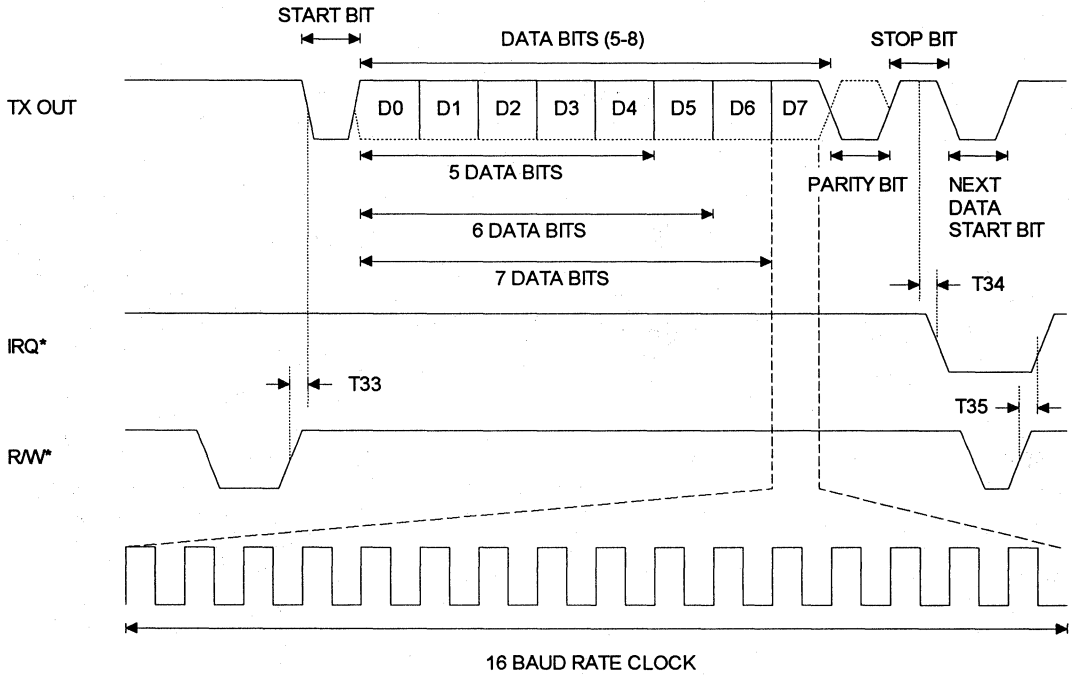 START BIT
DATA BITS (5-8)
STOP BIT
TX OUT
D0 D1 D2 D3 D4 D5 D6 D7
5 DATA BITS
PARITY BIT
NEXT
DATA
START BIT
6 DATA BITS
7 DATA BITS
T34
IRQ*
T33
T35
R/W*
16 BAUD RATE CLOCK